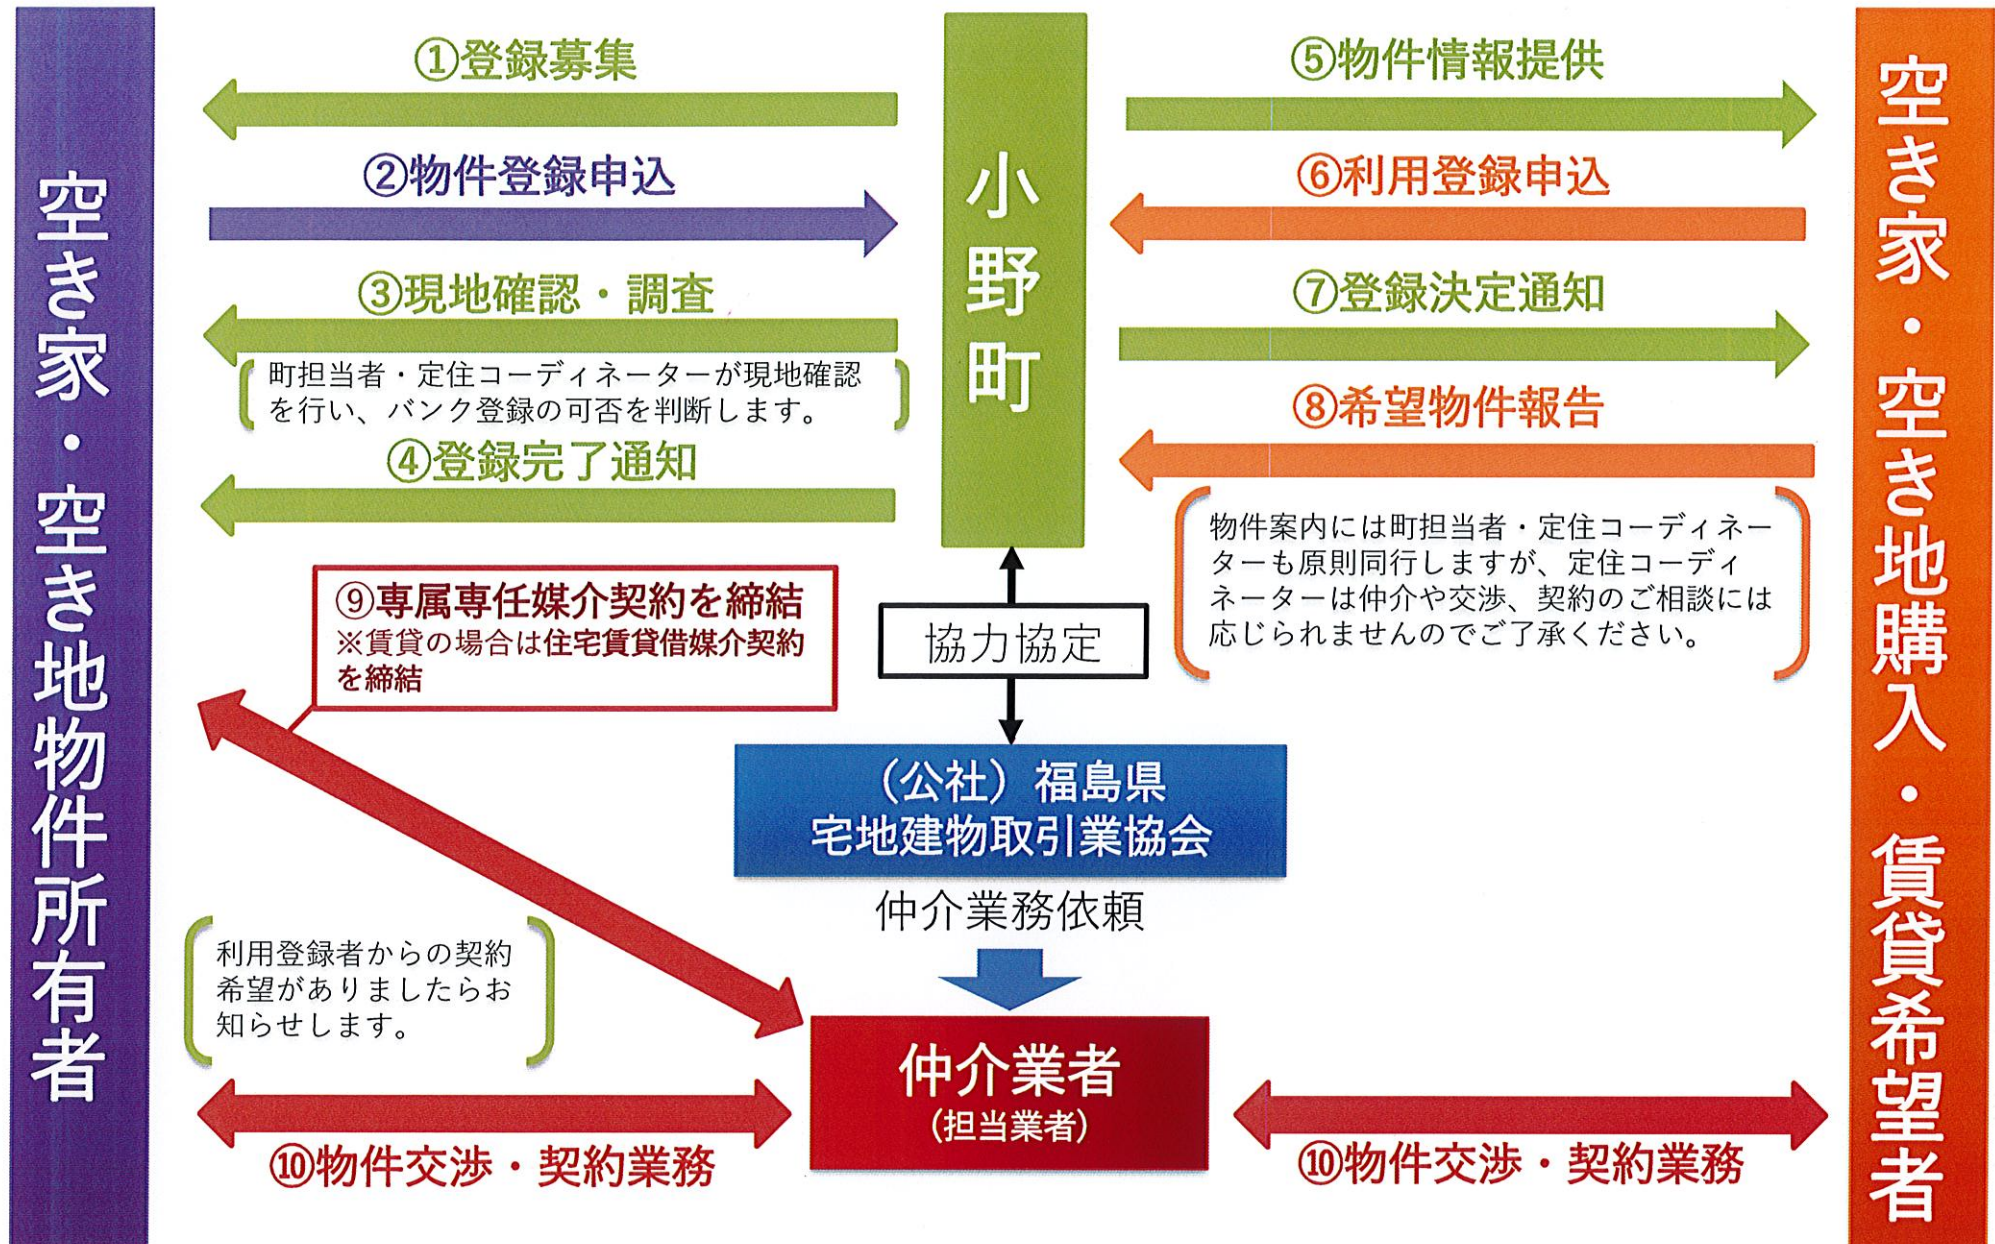 空き家・空き地物件所有者
①登録募集
②物件登録申込
③現地確認・調査
町担当者・定住コーディネーターが現地確認
を行い、バンク登録の可否を判断します。
④登録完了通知
小野町
⑤物件情報提供
⑥利用登録申込
⑦登録決定通知
⑧希望物件報告
物件案内には町担当者・定住コーディネー
ターも原則同行しますが、定住コーディ
ネーターは仲介や交渉、契約のご相談には
応じられませんのでご了承ください。
空き家・空き地購入・賃貸希望者
⑨専属専任媒介契約を締結
※賃貸の場合は住宅賃貸借媒介契約
を締結
協力協定
（公社）福島県
宅地建物取引業協会
仲介業務依頼
利用登録者からの契約
希望がありましたらお
知らせします。
仲介業者
(担当業者)
⑩物件交渉・契約業務
⑩物件交渉・契約業務